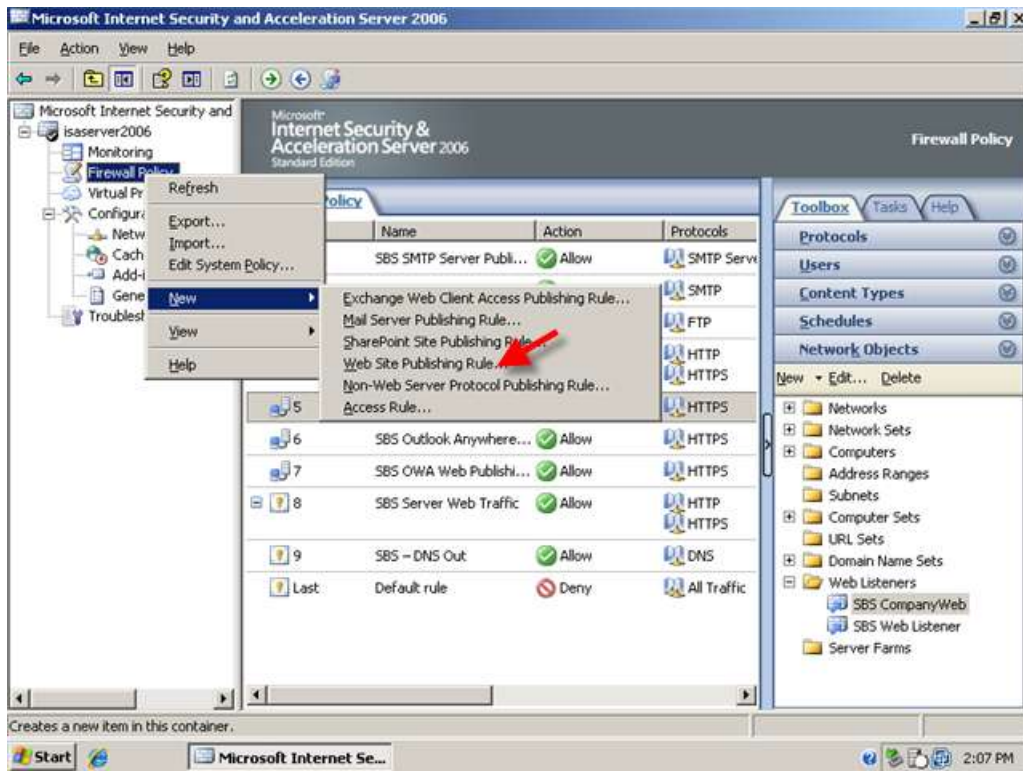 Microsoft Internet Security and Acceleration Server 2006
File Action View Help
Microsoft Internet Security and
isaserver2006
Monitoring
Firewall Policy
Virtual Pr
Configura
Netw
Cach
Add-i
Gene
Troublest
Refresh
Export...
Import...
Edit System Policy...
New
View
Help
Exchange Web Client Access Publishing Rule...
Mail Server Publishing Rule...
SharePoint Site Publishing Rule...
Web Site Publishing Rule...
Non-Web Server Protocol Publishing Rule...
Access Rule...
Microsoft
Internet Security &
Acceleration Server 2006
Standard Edition
Firewall Policy
Policy
Name Action Protocols
SBS SMTP Server Publi... Allow SMTP Serve
SMTP
FTP
HTTP
HTTPS
5 HTTPS
6 SBS Outlook Anywhere... Allow HTTPS
7 SBS OWA Web Publishi... Allow HTTPS
8 SBS Server Web Traffic Allow HTTP
HTTPS
9 SBS – DNS Out Allow DNS
Last Default rule Deny All Traffic
Toolbox Tasks Help
Protocols
Users
Content Types
Schedules
Network Objects
New Edit... Delete
Networks
Network Sets
Computers
Address Ranges
Subnets
Computer Sets
URL Sets
Domain Name Sets
Web Listeners
SBS CompanyWeb
SBS Web Listener
Server Farms
Creates a new item in this container.
Start Microsoft Internet Se... 2:07 PM